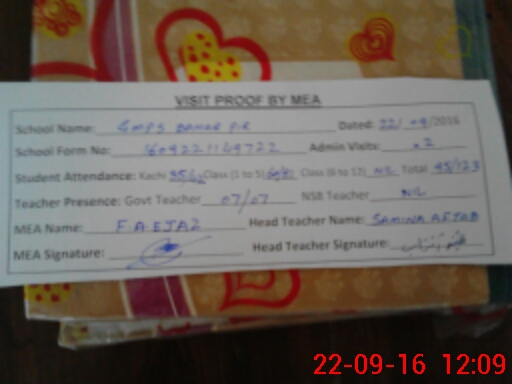 VISIT PROOF BY MEA
School Name: GMPS BAHAR PIR Dated: 22/09/2016
School Form No: Admin Visits: 02
Student Attendance: Kachi Class (1 to 5) Class (6 to 12) NIL Total 95/123
Teacher Presence: Govt Teacher 07/07 NSB Teacher NIL
MEA Name: F.A EJAZ Head Teacher Name: SAMINA AFTAB
MEA Signature: Head Teacher Signature:
22-09-16 12:09